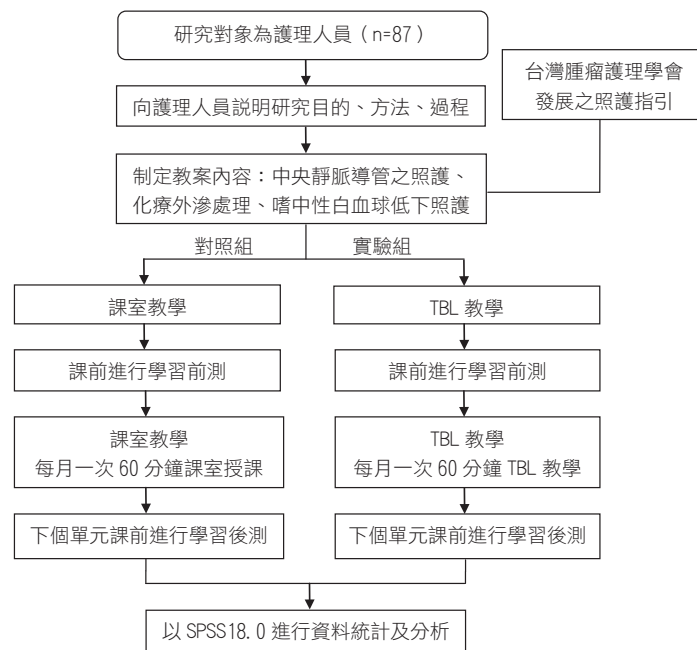 研究對象為護理人員（n=87）
台灣腫瘤護理學會
發展之照護指引
向護理人員說明研究目的、方法、過程
制定教案內容：中央靜脈導管之照護、
化療外滲處理、嗜中性白血球低下照護
對照組
實驗組
課室教學
TBL 教學
課前進行學習前測
課前進行學習前測
課室教學
每月一次 60 分鐘課室授課
TBL 教學
每月一次 60 分鐘 TBL 教學
下個單元課前進行學習後測
下個單元課前進行學習後測
以 SPSS18.0 進行資料統計及分析